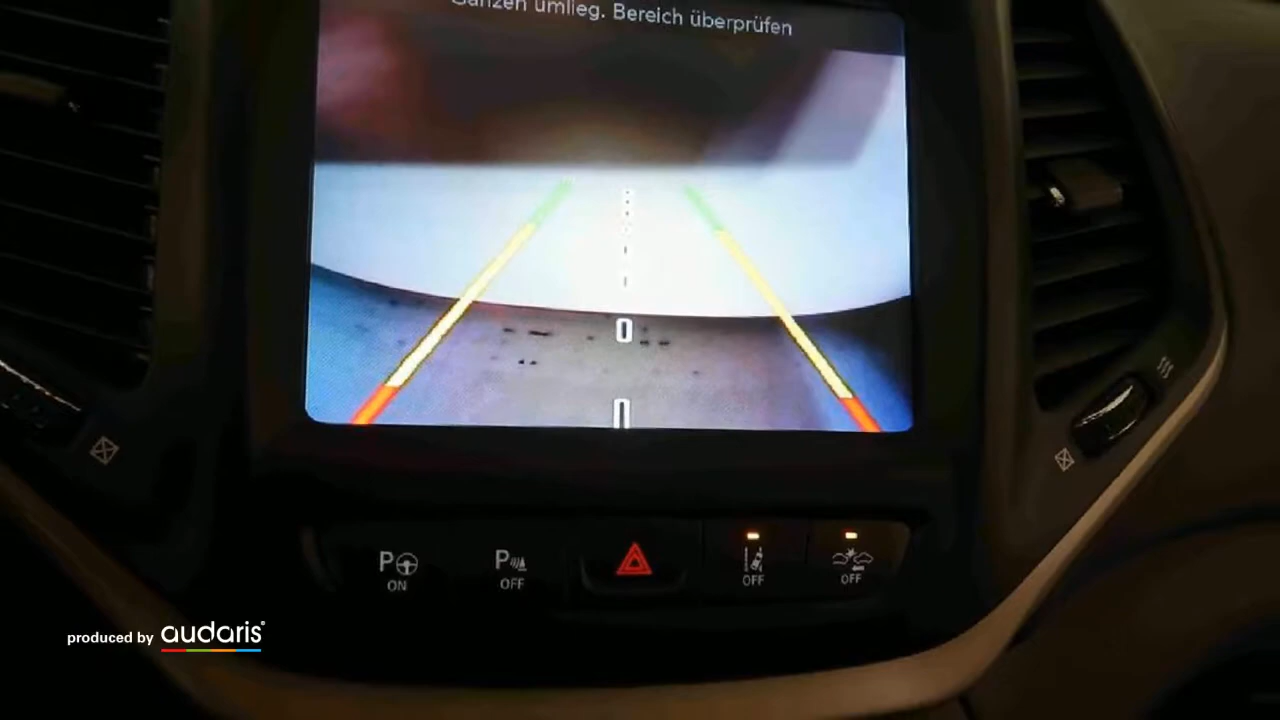 Ganzen umlieg. Bereich überprüfen
P ON
P OFF
OFF
OFF
produced by audaris